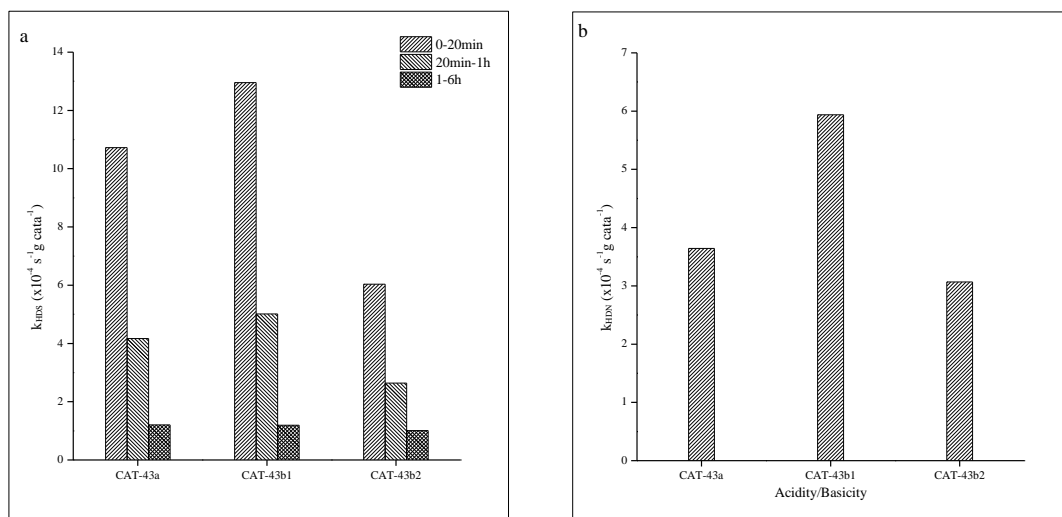 a
0-20min
20min-1h
1-6h
14
12
10
8
6
4
2
0
k_HDS (x10^-4 s^-1g cata^-1)
CAT-43a CAT-43b1 CAT-43b2
b
7
6
5
4
3
2
1
0
k_HDN (x10^-4 s^-1g cata^-1)
CAT-43a CAT-43b1 CAT-43b2
Acidity/Basicity